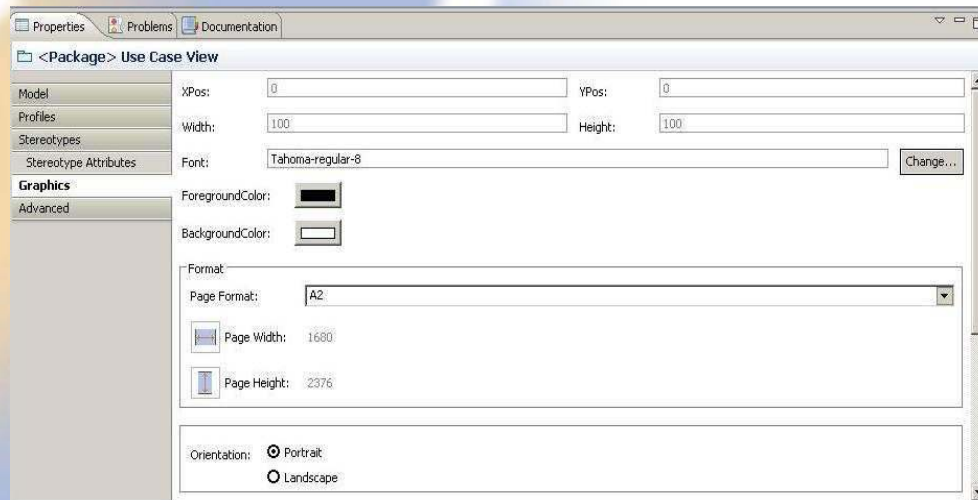 Properties Problems Documentation
<Package> Use Case View
Model
Profiles
Stereotypes
Stereotype Attributes
Graphics
Advanced
XPos: 0 YPos: 0
Width: 100 Height: 100
Font: Tahoma-regular-8 Change...
ForegroundColor:
BackgroundColor:
Format
Page Format: A2
Page Width: 1680
Page Height: 2376
Orientation: Portrait
Landscape